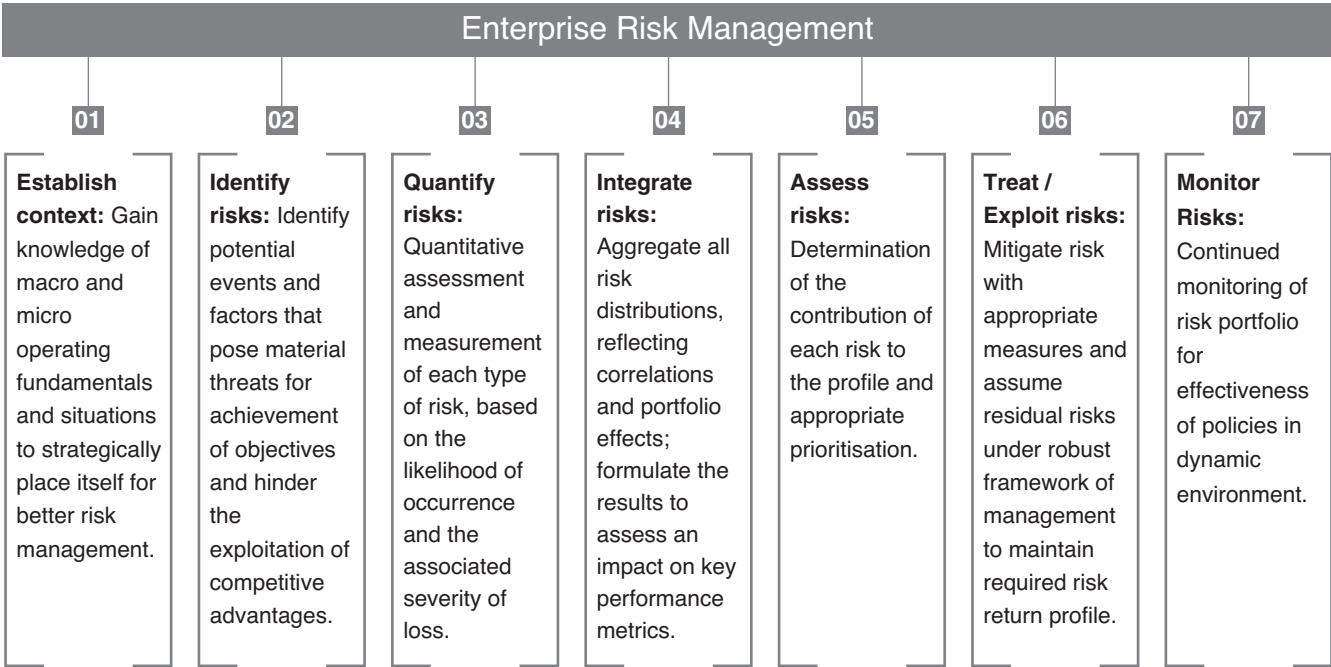 Enterprise Risk Management
01
Establish
context: Gain
knowledge of
macro and
micro
operating
fundamentals
and situations
to strategically
place itself for
better risk
management.
02
Identify
risks: Identify
potential
events and
factors that
pose material
threats for
achievement
of objectives
and hinder
the
exploitation of
competitive
advantages.
03
Quantify
risks:
Quantitative
assessment
and
measurement
of each type
of risk, based
on the
likelihood of
occurrence
and the
associated
severity of
loss.
04
Integrate
risks:
Aggregate all
risk
distributions,
reflecting
correlations
and portfolio
effects;
formulate the
results to
assess an
impact on key
performance
metrics.
05
Assess
risks:
Determination
of the
contribution of
each risk to
the profile and
appropriate
prioritisation.
06
Treat /
Exploit risks:
Mitigate risk
with
appropriate
measures and
assume
residual risks
under robust
framework of
management
to maintain
required risk
return profile.
07
Monitor
Risks:
Continued
monitoring of
risk portfolio
for
effectiveness
of policies in
dynamic
environment.